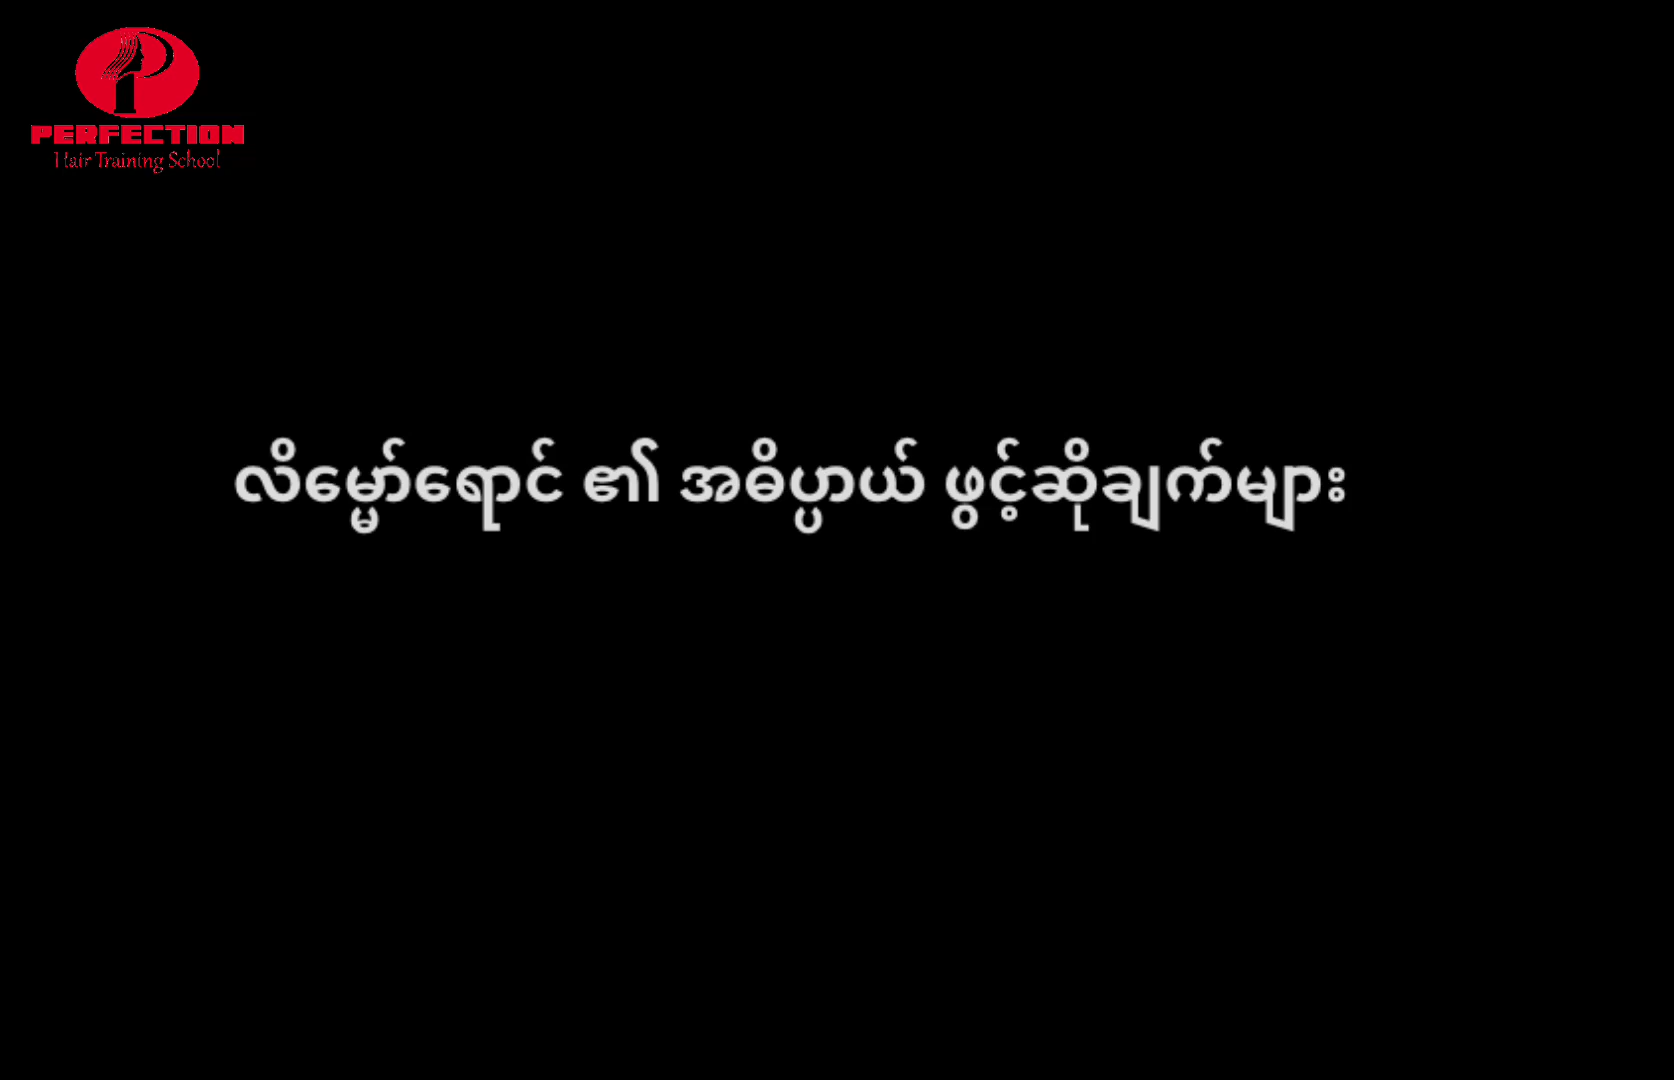 PERFECTION
Hair Training School
လိမ္မော်ရောင် ၏ အဓိပ္ပာယ် ဖွင့်ဆိုချက်များ